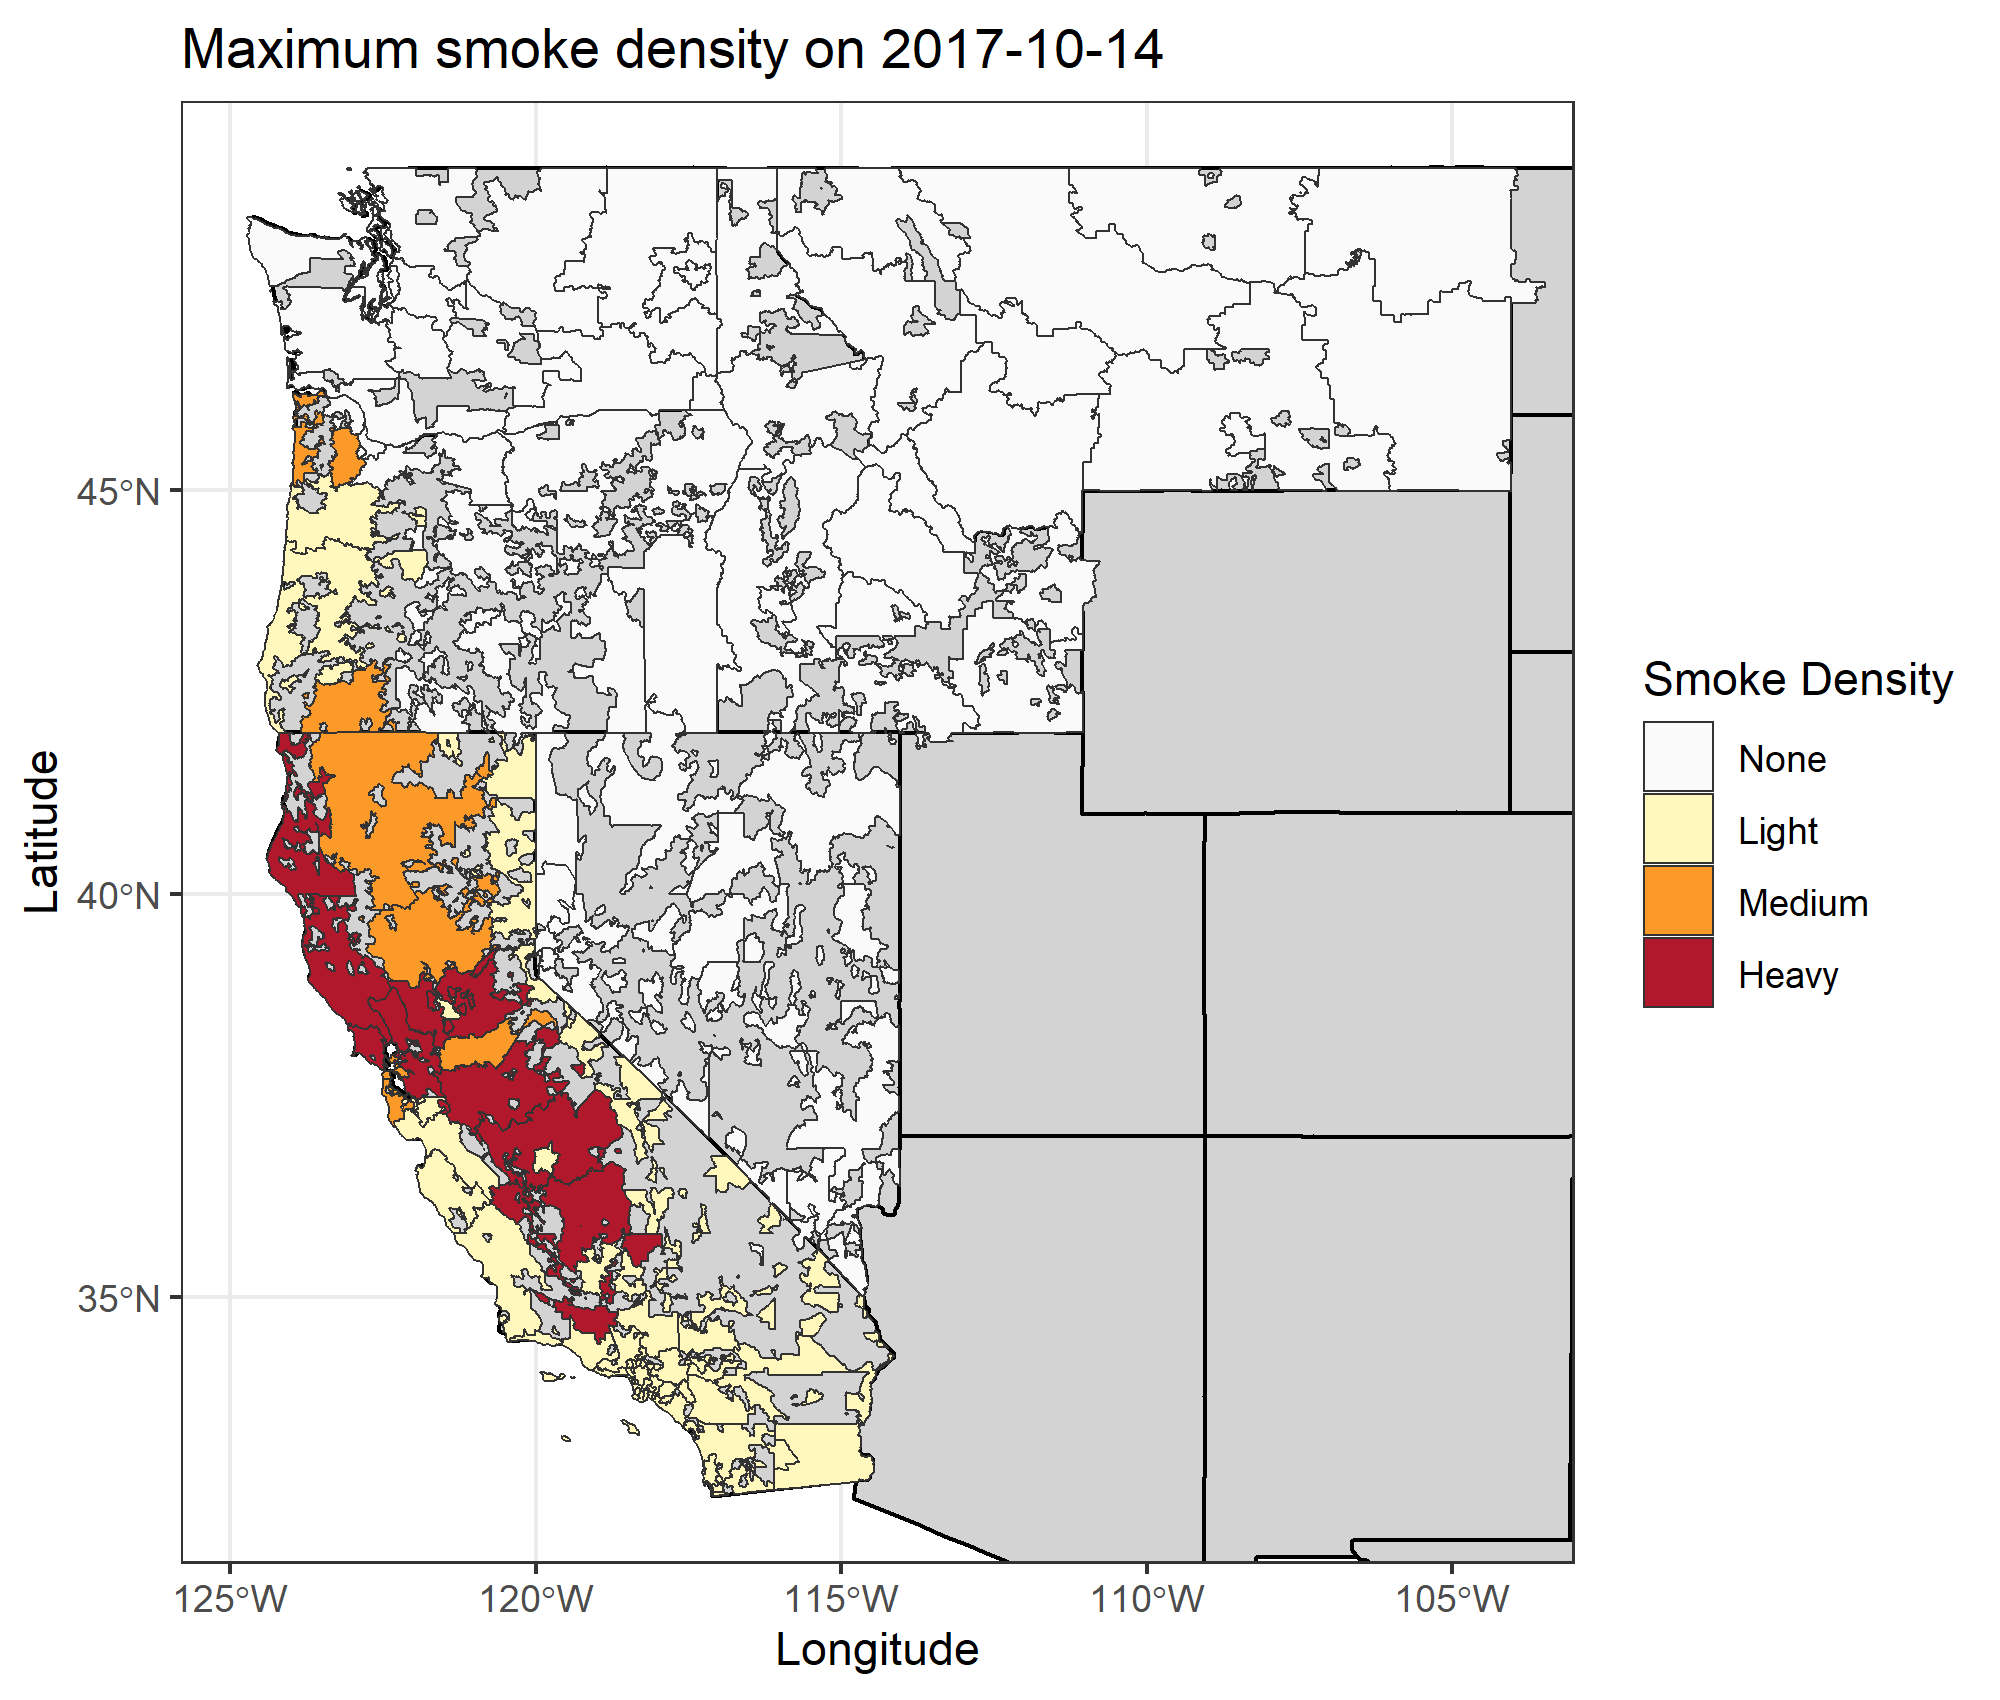 Maximum smoke density on 2017-10-14
Latitude
45°N
40°N
35°N
125°W
120°W
115°W
110°W
105°W
Longitude
Smoke Density
None
Light
Medium
Heavy